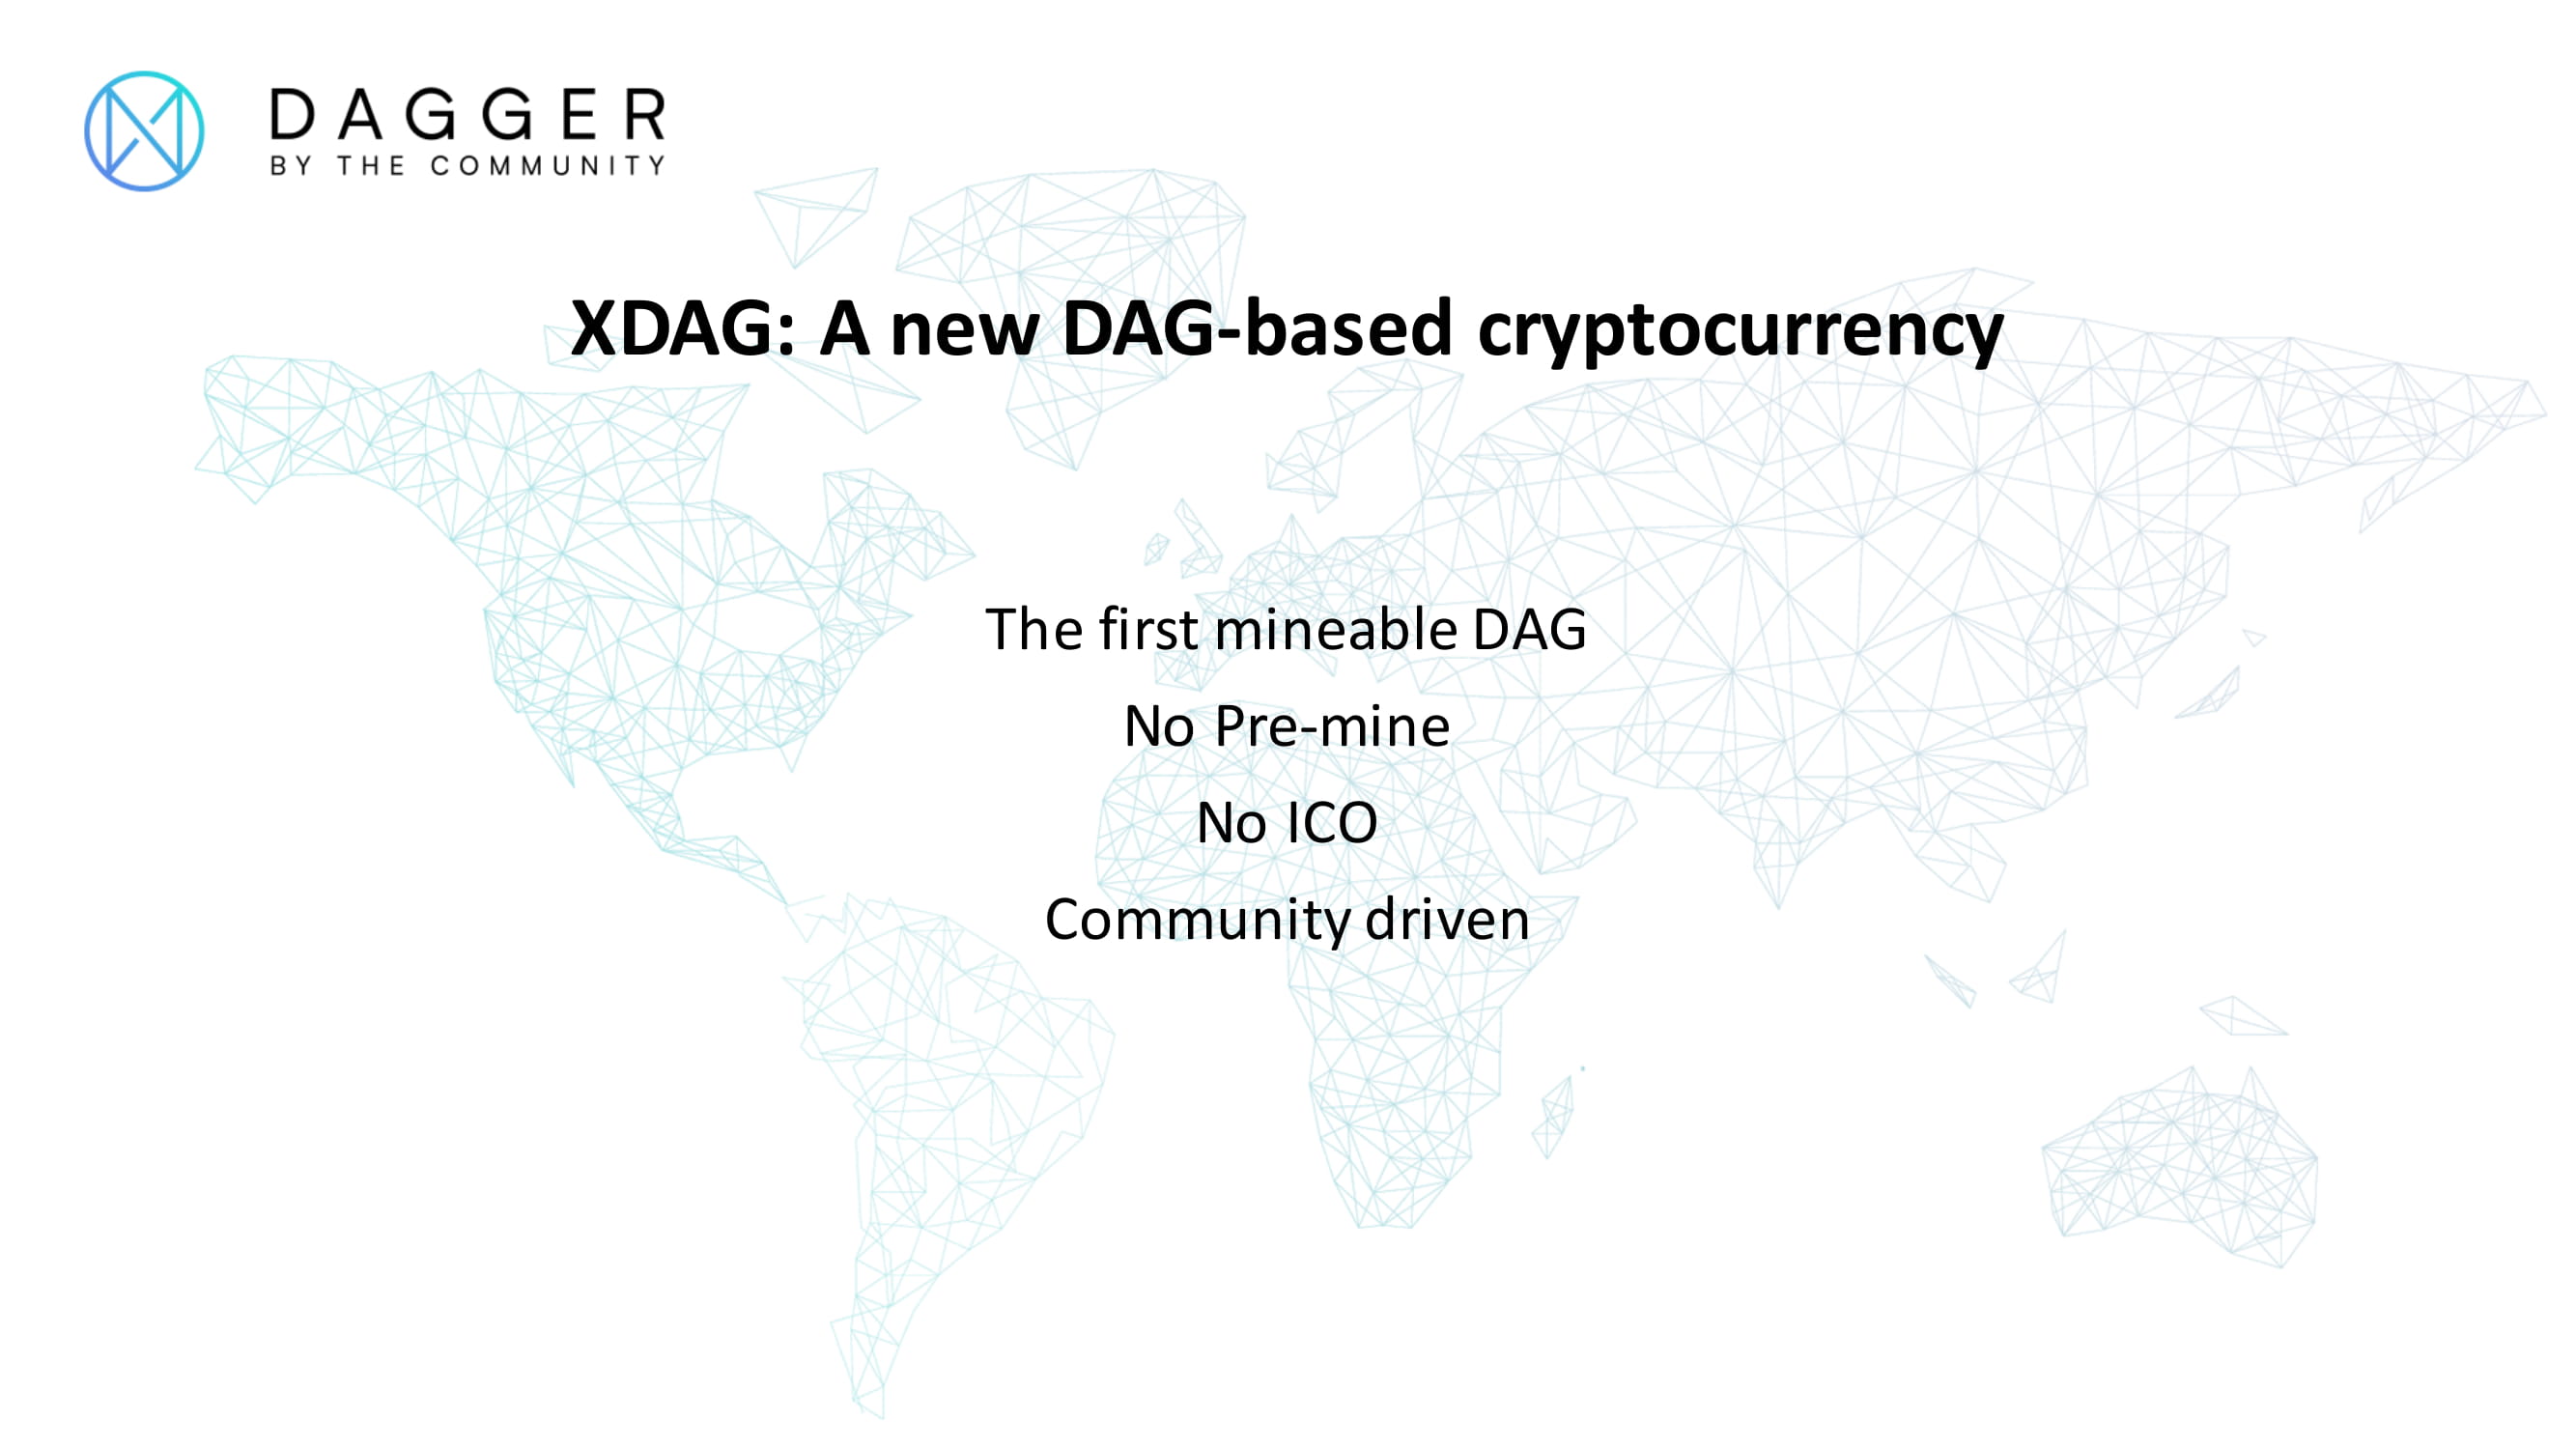 DAGGER
BY THE COMMUNITY
XDAG: A new DAG-based cryptocurrency
The first mineable DAG
No Pre-mine
No ICO
Community driven